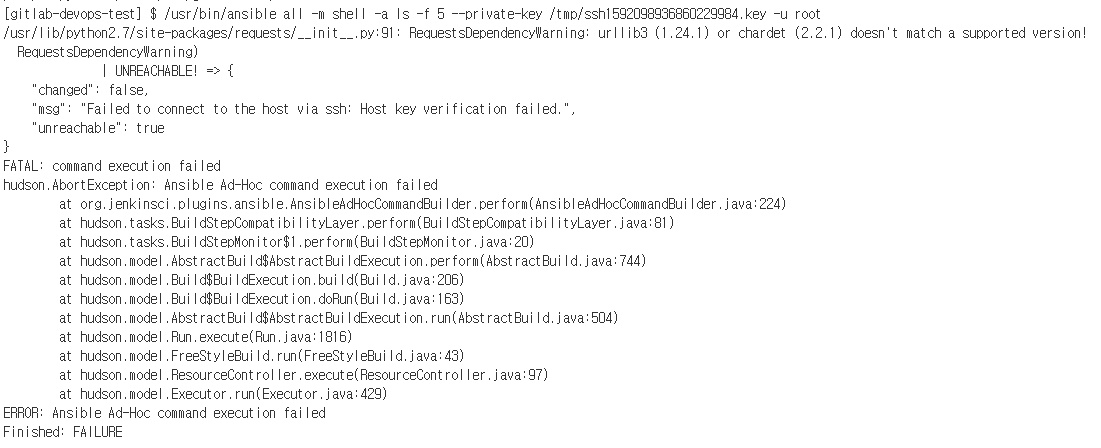 [gitlab-devops-test] $ /usr/bin/ansible all -m shell -a ls -f 5 --private-key /tmp/ssh1592098936860229984.key -u root
/usr/lib/python2.7/site-packages/requests/__init__.py:91: RequestsDependencyWarning: urllib3 (1.24.1) or chardet (2.2.1) doesn't match a supported version!
  RequestsDependencyWarning)
              | UNREACHABLE! => {
    "changed": false,
    "msg": "Failed to connect to the host via ssh: Host key verification failed.",
    "unreachable": true
}
FATAL: command execution failed
hudson.AbortException: Ansible Ad-Hoc command execution failed
        at org.jenkinsci.plugins.ansible.AnsibleAdHocCommandBuilder.perform(AnsibleAdHocCommandBuilder.java:224)
        at hudson.tasks.BuildStepCompatibilityLayer.perform(BuildStepCompatibilityLayer.java:81)
        at hudson.tasks.BuildStepMonitor$1.perform(BuildStepMonitor.java:20)
        at hudson.model.AbstractBuild$AbstractBuildExecution.perform(AbstractBuild.java:744)
        at hudson.model.Build$BuildExecution.build(Build.java:206)
        at hudson.model.Build$BuildExecution.doRun(Build.java:163)
        at hudson.model.AbstractBuild$AbstractBuildExecution.run(AbstractBuild.java:504)
        at hudson.model.Run.execute(Run.java:1816)
        at hudson.model.FreeStyleBuild.run(FreeStyleBuild.java:43)
        at hudson.model.ResourceController.execute(ResourceController.java:97)
        at hudson.model.Executor.run(Executor.java:429)
ERROR: Ansible Ad-Hoc command execution failed
Finished: FAILURE